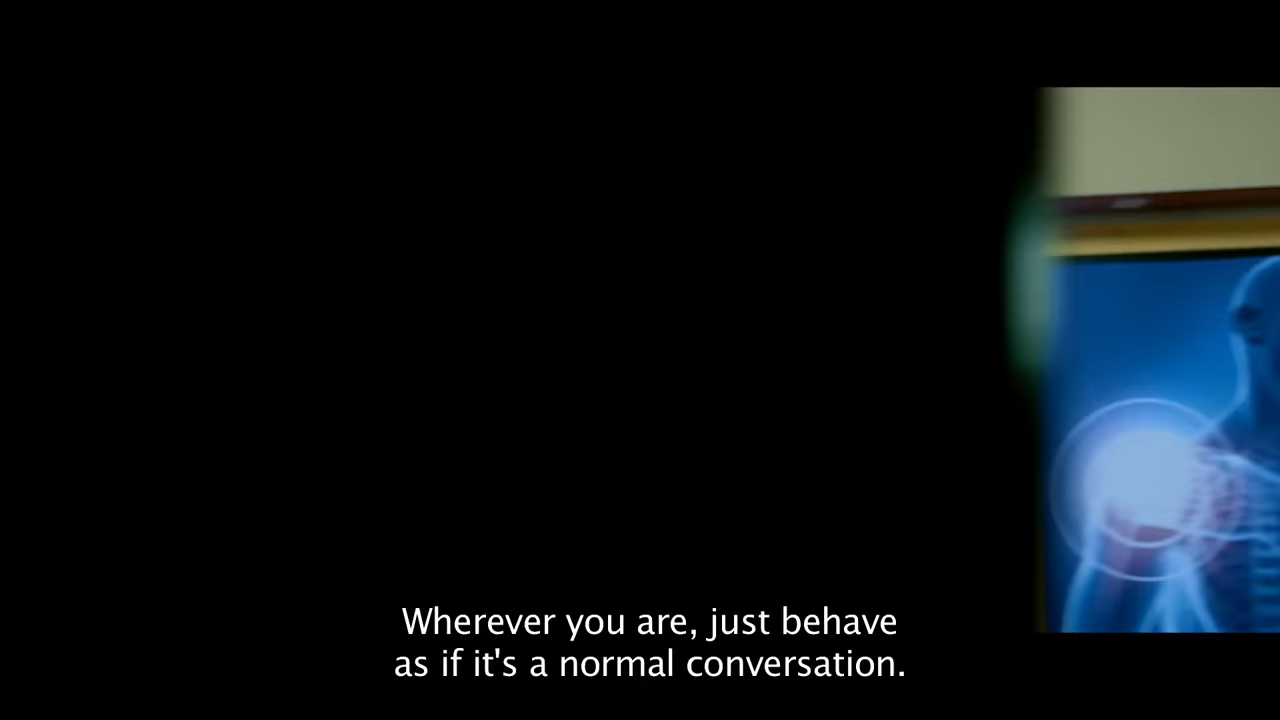 Wherever you are, just behave
as if it's a normal conversation.